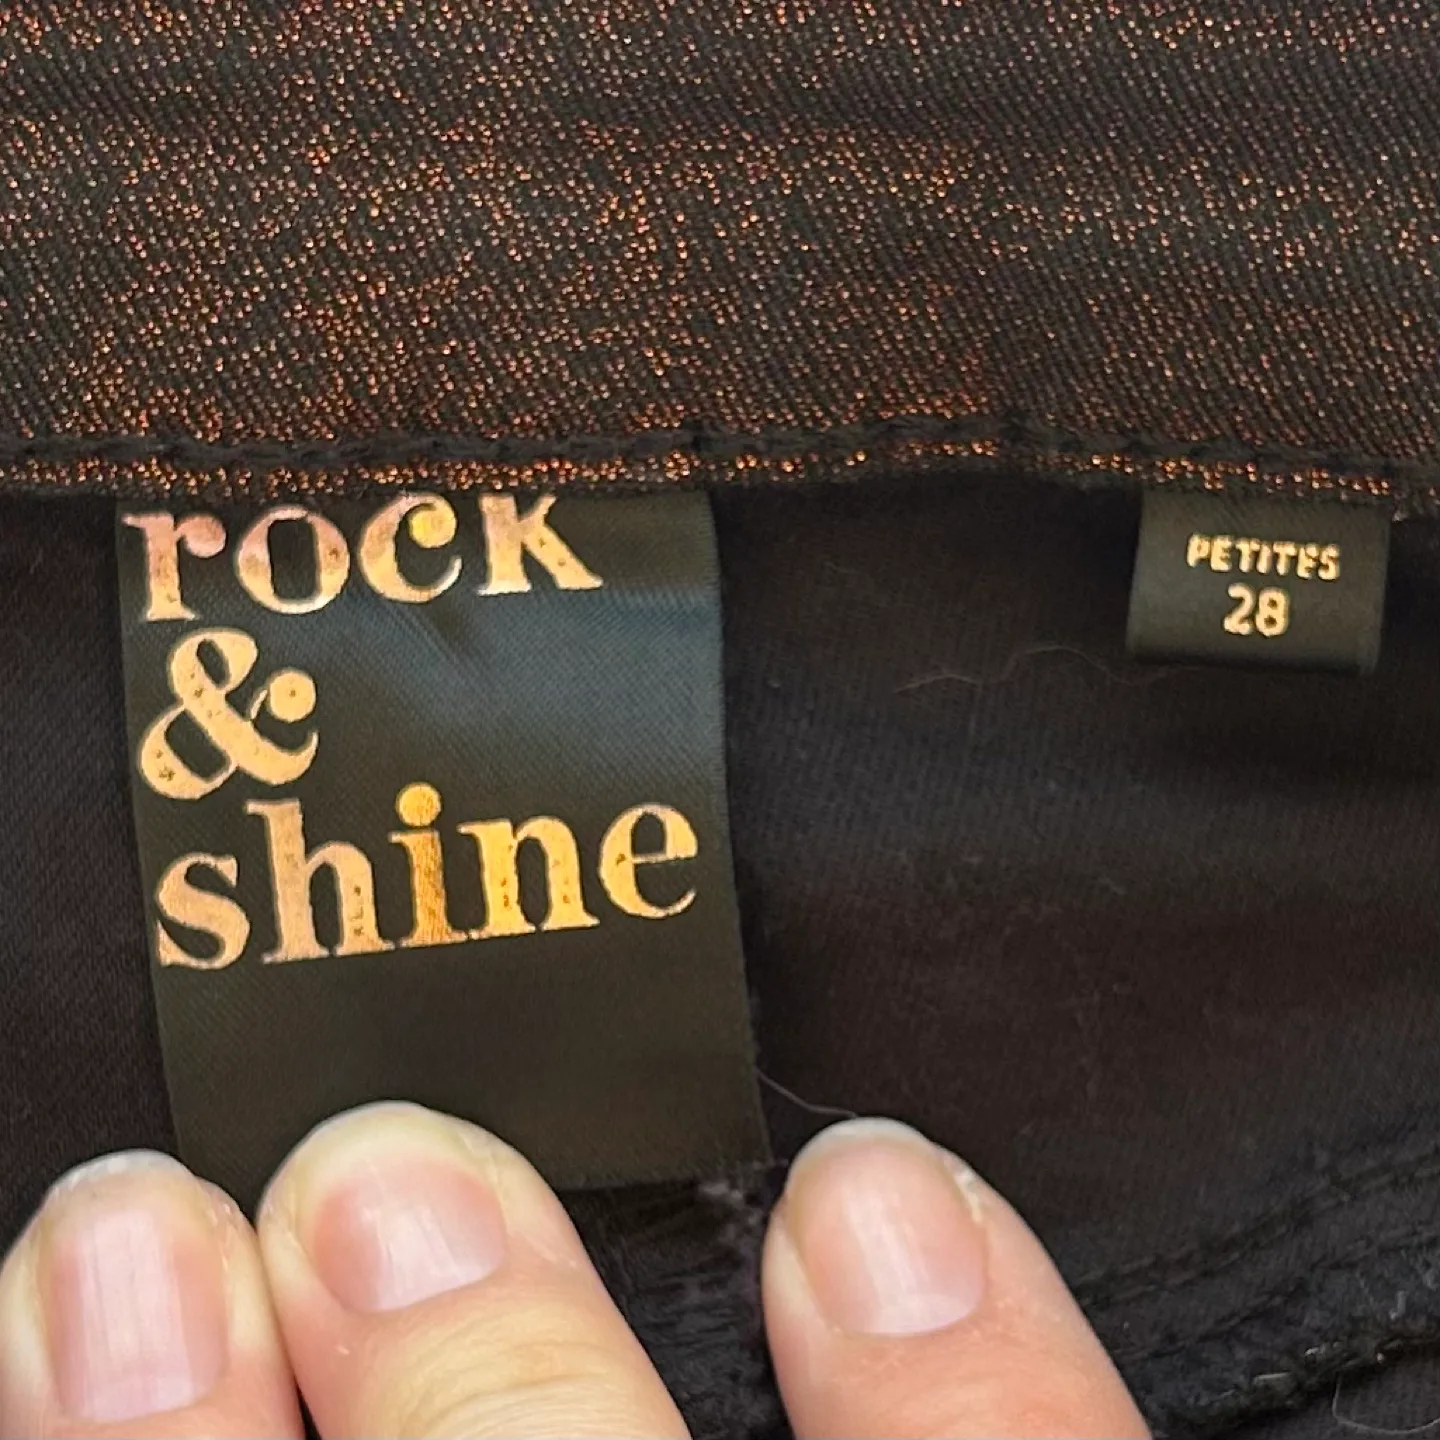 rock
&
shine
PETITES
28